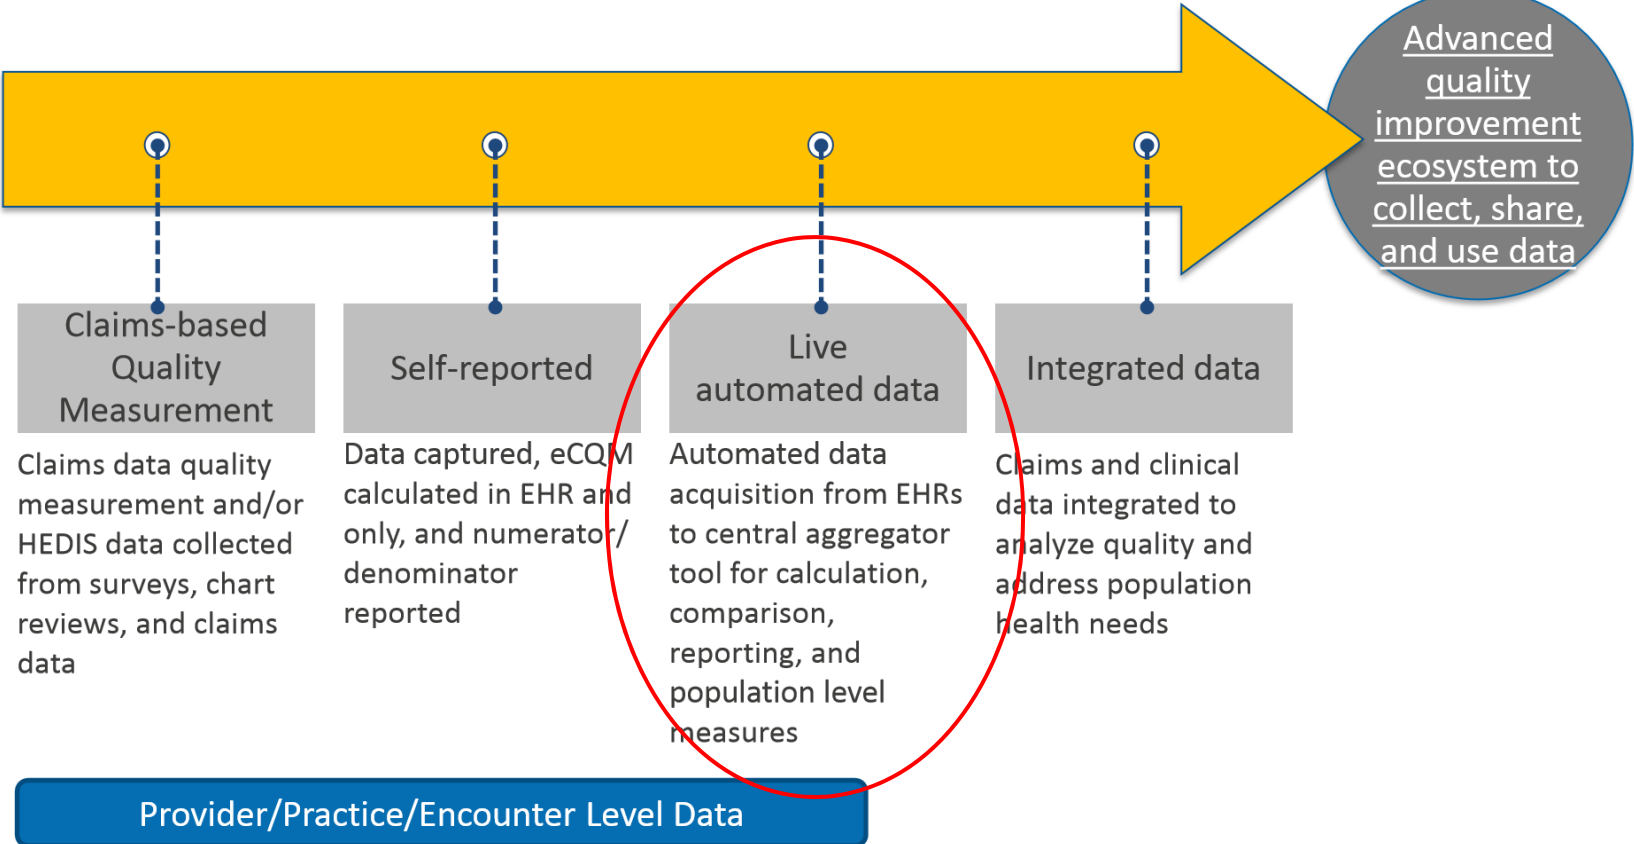 Advanced
quality
improvement
ecosystem to
collect, share,
and use data
Claims-based
Quality
Measurement
Claims data quality
measurement and/or
HEDIS data collected
from surveys, chart
reviews, and claims
data
Self-reported
Data captured, eCQM
calculated in EHR and
only, and numerator/
denominator
reported
Live
automated data
Automated data
acquisition from EHRs
to central aggregator
tool for calculation,
comparison,
reporting, and
population level
measures
Integrated data
Claims and clinical
data integrated to
analyze quality and
address population
health needs
Provider/Practice/Encounter Level Data